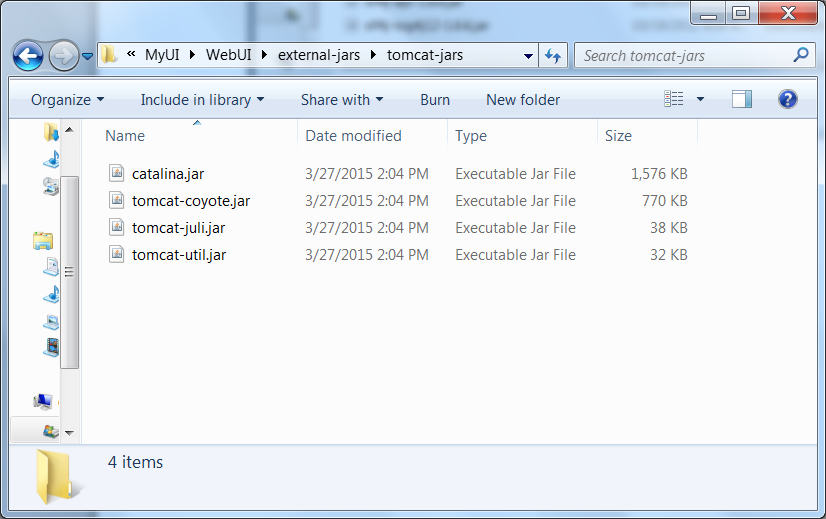 « MyUI WebUI external-jars tomcat-jars Search tomcat-jars
Organize Include in library Share with Burn New folder
Name Date modified Type Size
catalina.jar 3/27/2015 2:04 PM Executable Jar File 1,576 KB
tomcat-coyote.jar 3/27/2015 2:04 PM Executable Jar File 770 KB
tomcat-juli.jar 3/27/2015 2:04 PM Executable Jar File 38 KB
tomcat-util.jar 3/27/2015 2:04 PM Executable Jar File 32 KB
4 items